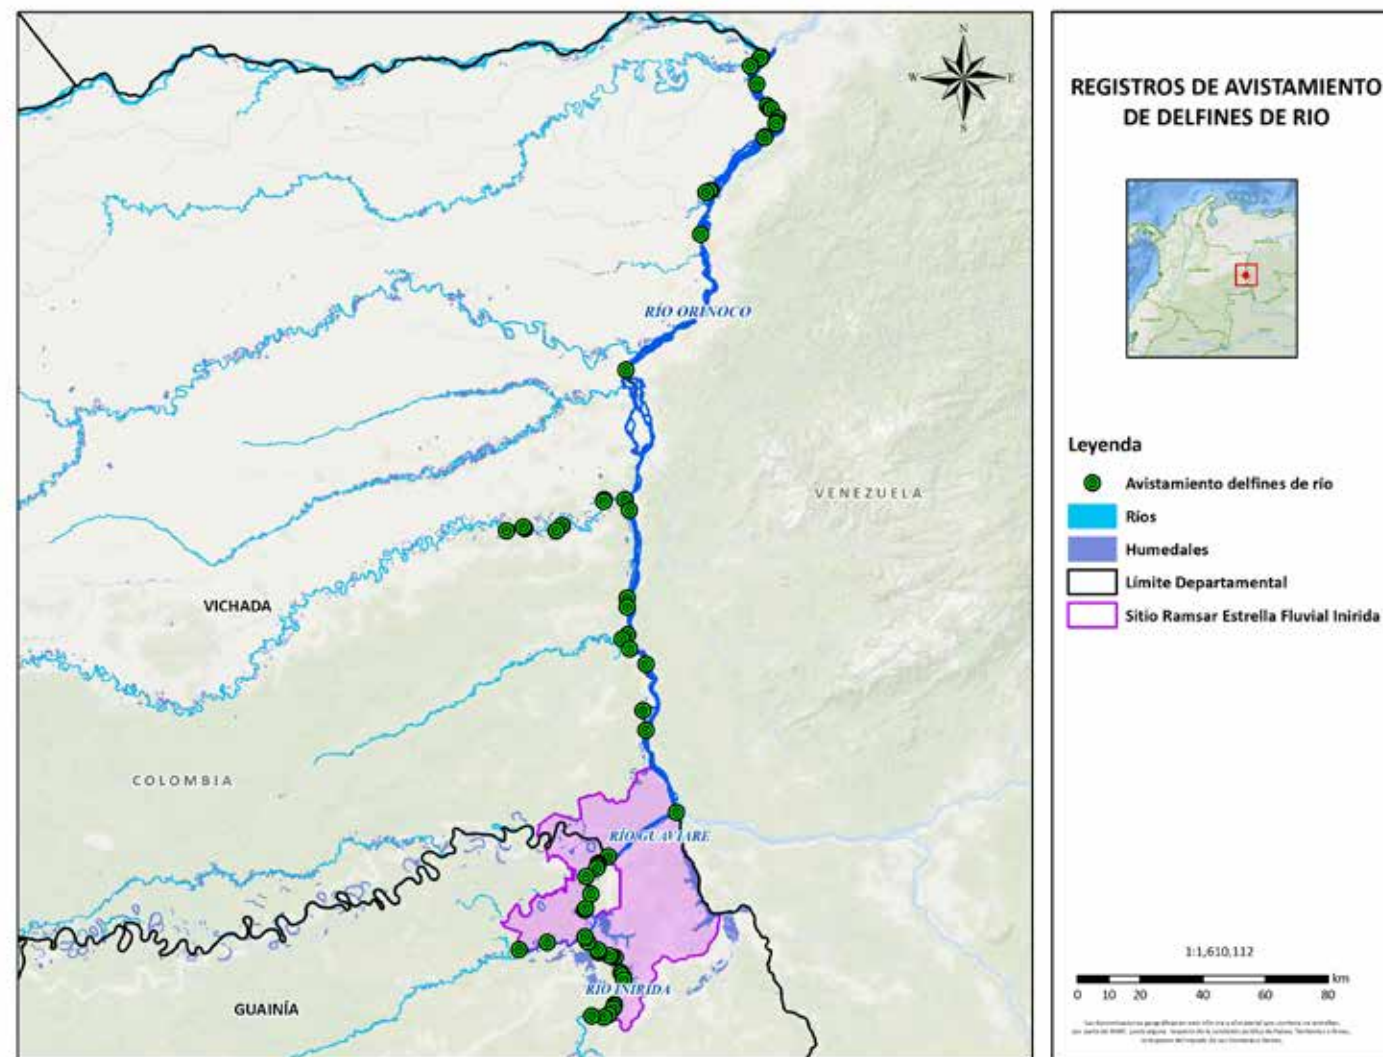 N
W
E
S
RÍO ORINOCO
VENEZUELA
VICHADA
COLOMBIA
RÍO GUAVIARE
GUAINÍA
RÍO INIRIDA
REGISTROS DE AVISTAMIENTO
DE DELFINES DE RIO
Leyenda
Avistamiento delfines de río
Ríos
Humedales
Límite Departamental
Sitio Ramsar Estrella Fluvial Inirida
1:1,610,112
km
0 10 20 40 60 80